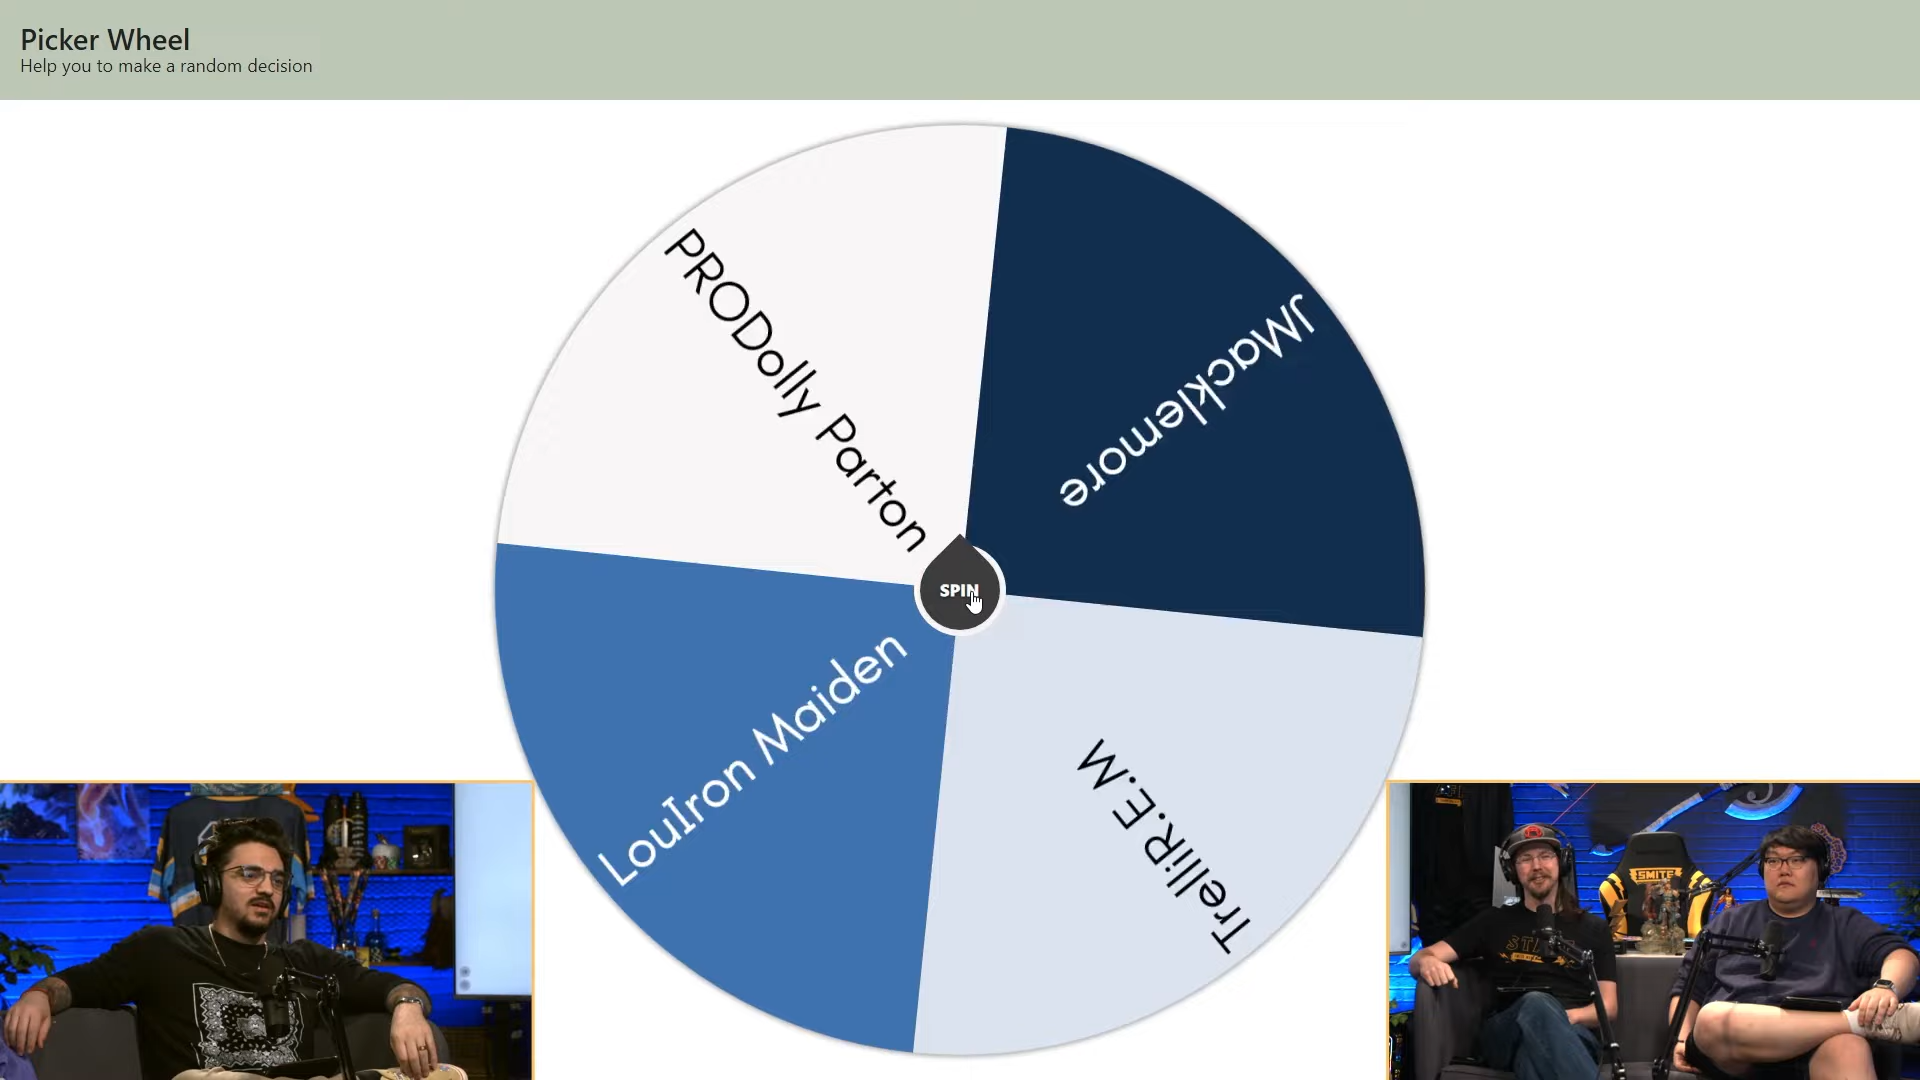 Picker Wheel
Help you to make a random decision
PRODolly Parton
JMacklemore
SPIN
LouIron Maiden
TrelliR.E.M
SMITE